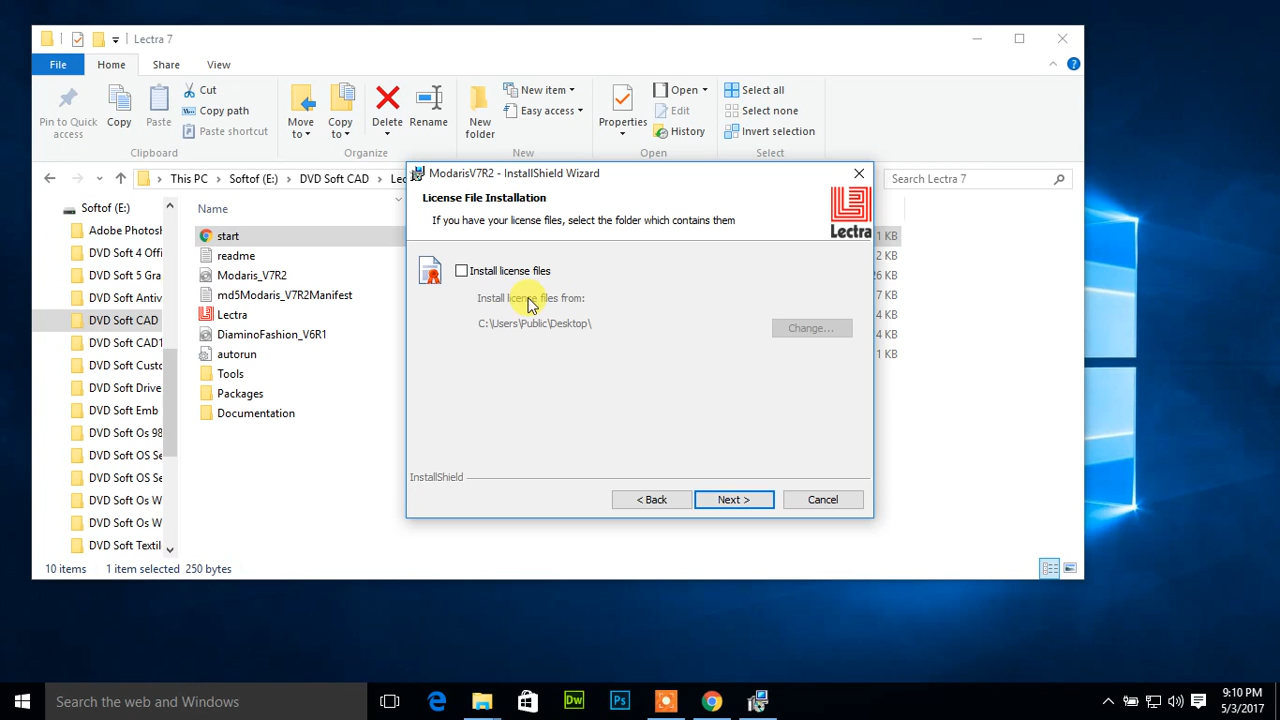 Lectra 7
File Home Share View
Pin to Quick access
Copy
Paste
Cut
Copy path
Paste shortcut
Clipboard
Move to
Copy to
Delete
Rename
Organize
New folder
New item
Easy access
New
Properties
Open
Edit
History
Open
Select all
Select none
Invert selection
Select
This PC Softof (E:) DVD Soft CAD Lec
Search Lectra 7
Softof (E:)
Adobe Photosh
DVD Soft 4 Offi
DVD Soft 5 Gra
DVD Soft Antiv
DVD Soft CAD
DVD Soft CAD1
DVD Soft Custo
DVD Soft Drive
DVD Soft Emb
DVD Soft Os 98
DVD Soft OS Se
DVD Soft OS Se
DVD Soft Os W
DVD Soft Os W
DVD Soft Textil
Name
start
1 KB
readme
2 KB
Modaris_V7R2
26 KB
md5Modaris_V7R2Manifest
7 KB
Lectra
DiaminoFashion_V6R1
autorun
1 KB
Tools
Packages
Documentation
10 items 1 item selected 250 bytes
ModarisV7R2 - InstallShield Wizard
License File Installation
If you have your license files, select the folder which contains them
Lectra
Install license files
Install license files from:
C:\Users\Public\Desktop\
Change...
InstallShield
< Back Next > Cancel
Search the web and Windows
Dw
Ps
9:10 PM
5/3/2017